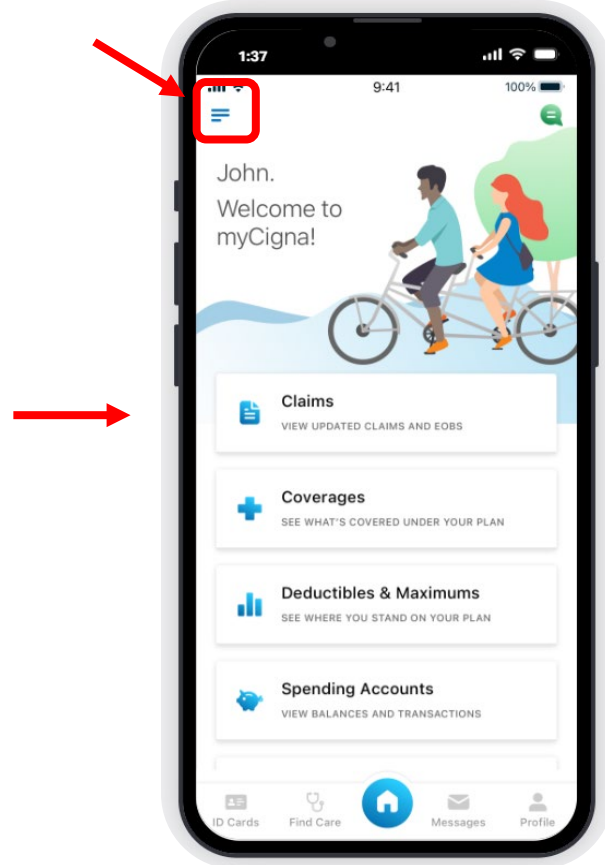 1:37
9:41
100%
John.
Welcome to
myCigna!
Claims
VIEW UPDATED CLAIMS AND EOBS
Coverages
SEE WHAT'S COVERED UNDER YOUR PLAN
Deductibles & Maximums
SEE WHERE YOU STAND ON YOUR PLAN
Spending Accounts
VIEW BALANCES AND TRANSACTIONS
ID Cards
Find Care
Messages
Profile